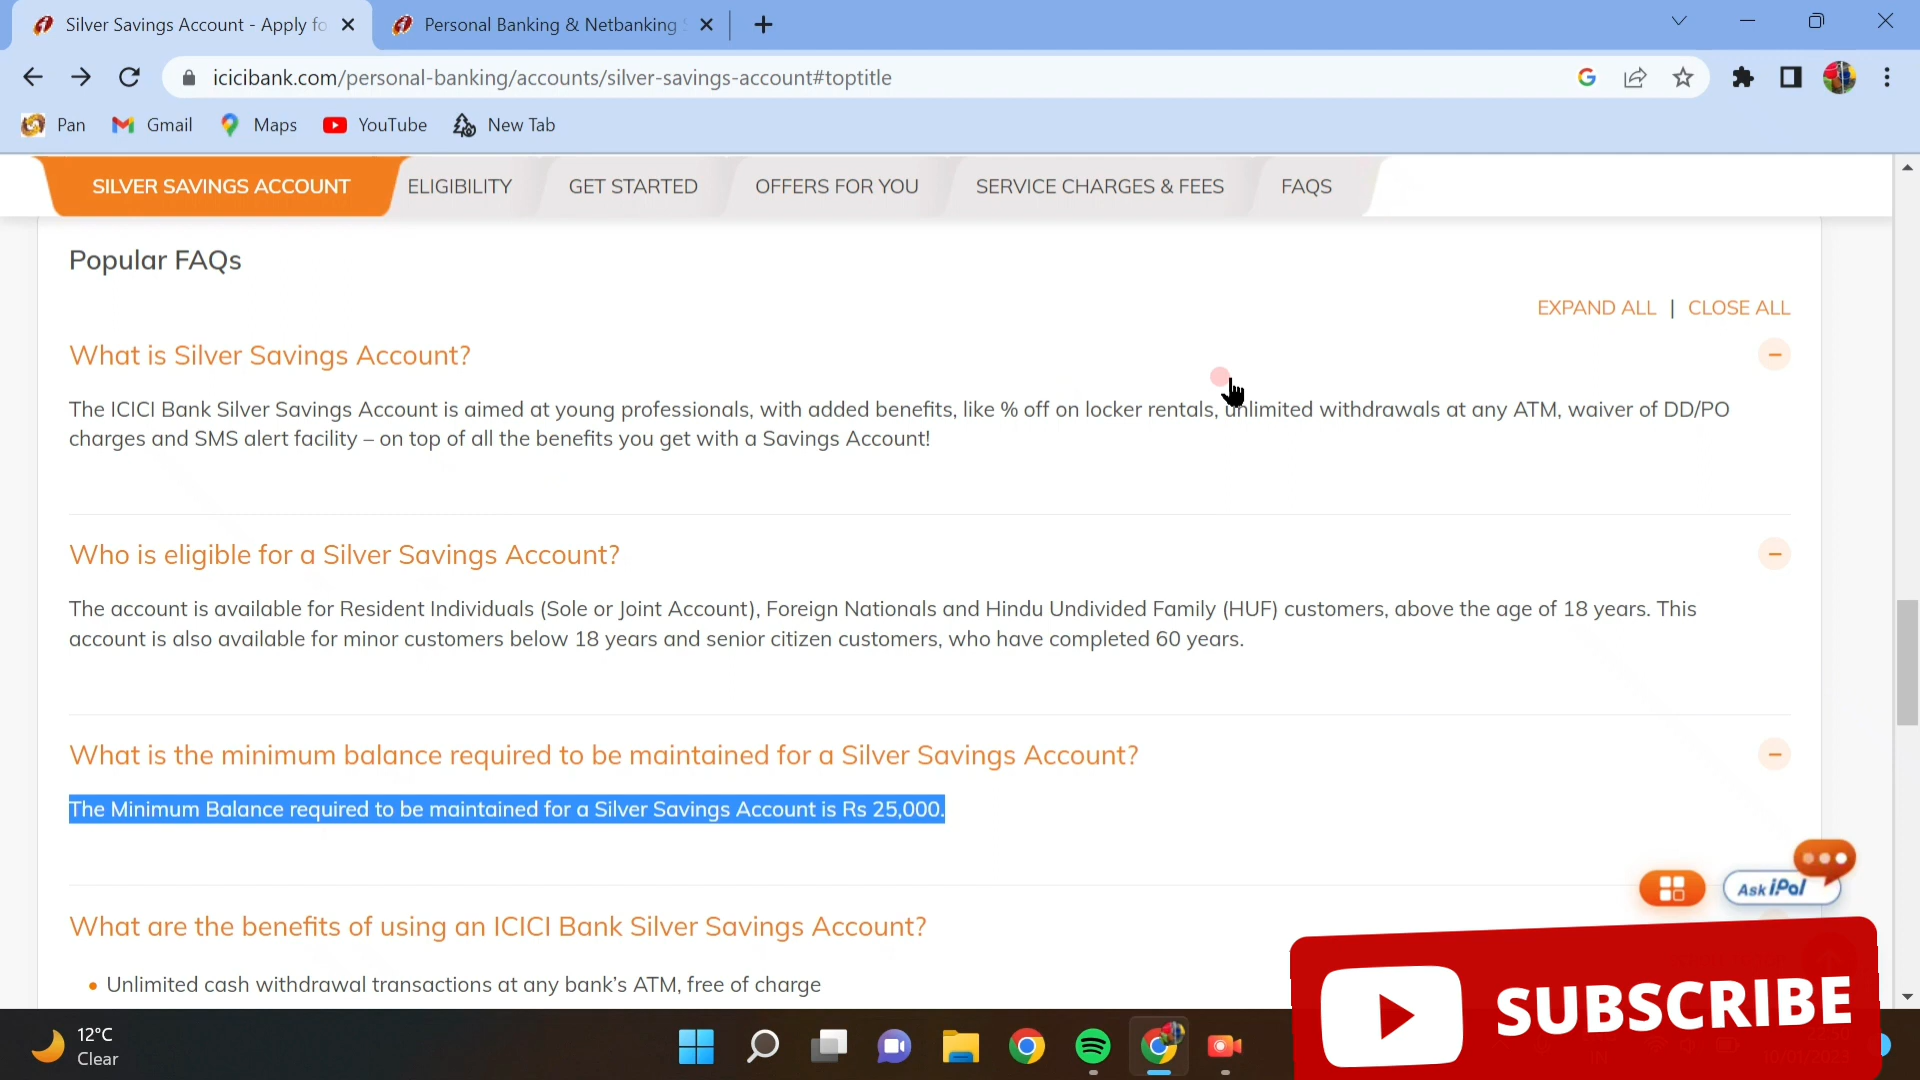 Silver Savings Account - Apply fo
Personal Banking & Netbanking
icicibank.com/personal-banking/accounts/silver-savings-account#toptitle
Pan
Gmail
Maps
YouTube
New Tab
SILVER SAVINGS ACCOUNT
ELIGIBILITY
GET STARTED
OFFERS FOR YOU
SERVICE CHARGES & FEES
FAQS
Popular FAQs
EXPAND ALL | CLOSE ALL
What is Silver Savings Account?
The ICICI Bank Silver Savings Account is aimed at young professionals, with added benefits, like % off on locker rentals, unlimited withdrawals at any ATM, waiver of DD/PO
charges and SMS alert facility – on top of all the benefits you get with a Savings Account!
Who is eligible for a Silver Savings Account?
The account is available for Resident Individuals (Sole or Joint Account), Foreign Nationals and Hindu Undivided Family (HUF) customers, above the age of 18 years. This
account is also available for minor customers below 18 years and senior citizen customers, who have completed 60 years.
What is the minimum balance required to be maintained for a Silver Savings Account?
The Minimum Balance required to be maintained for a Silver Savings Account is Rs 25,000.
Ask iPal
What are the benefits of using an ICICI Bank Silver Savings Account?
• Unlimited cash withdrawal transactions at any bank's ATM, free of charge
SUBSCRIBE
12°C
Clear